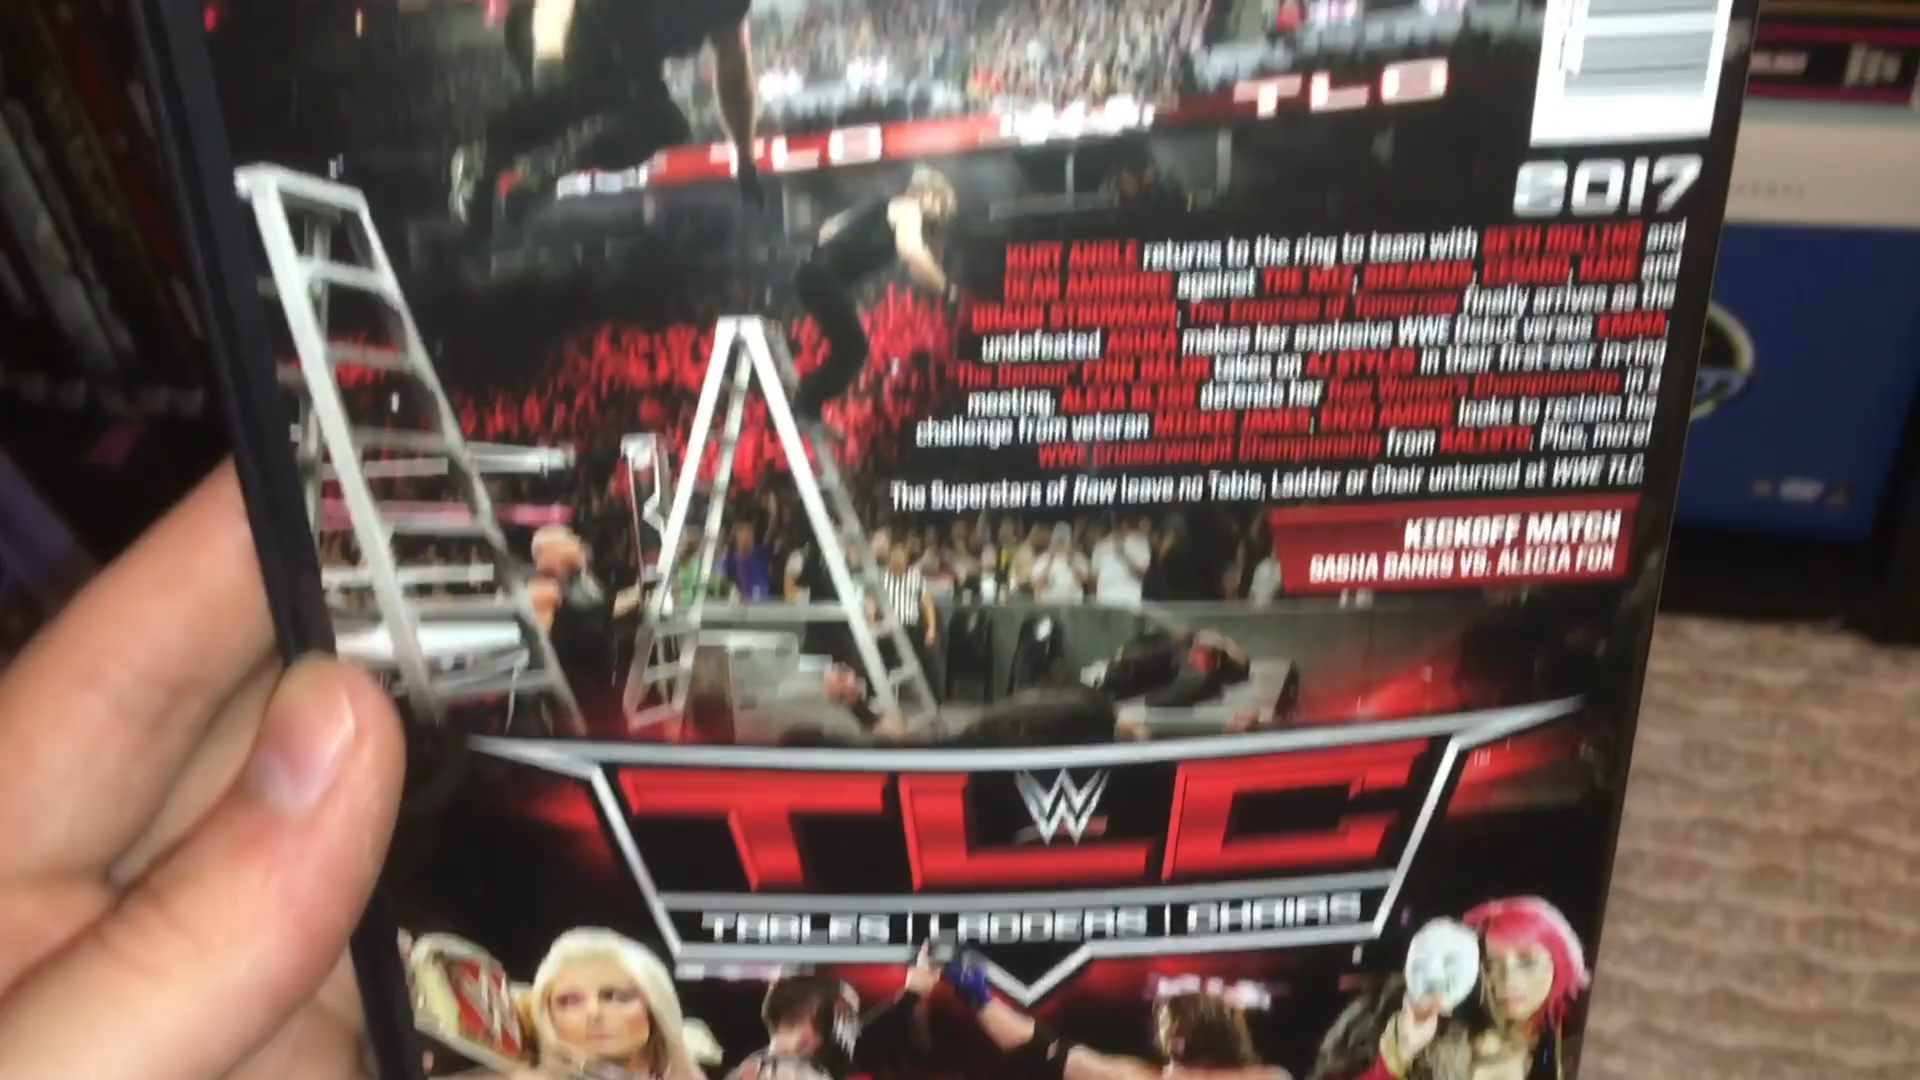 TLC
TLC
2017
KURT ANGLE returns to the ring to team with SETH ROLLINS and
DEAN AMBROSE against THE MIZ, SHEAMUS, CESARO, KANE and
BRAUN STROWMAN, The Empress of Tomorrow finally arrives as the
undefeated ASUKA makes her explosive WWE Debut versus EMMA,
The Demon FINN BÁLOR takes on AJ STYLES in their first-ever in-ring
meeting, ALEXA BLISS defends her Raw Women's Championship in a
challenge from veteran MICKIE JAMES, ENZO AMORE looks to reclaim his
WWE Cruiserweight Championship from KALISTO. Plus, more!
The Superstars of Raw leave no Table, Ladder or Chair unturned at WWE TLC
KICKOFF MATCH
SASHA BANKS VS. ALICIA FOX
TLC
W
TABLES | LADDERS | CHAIRS